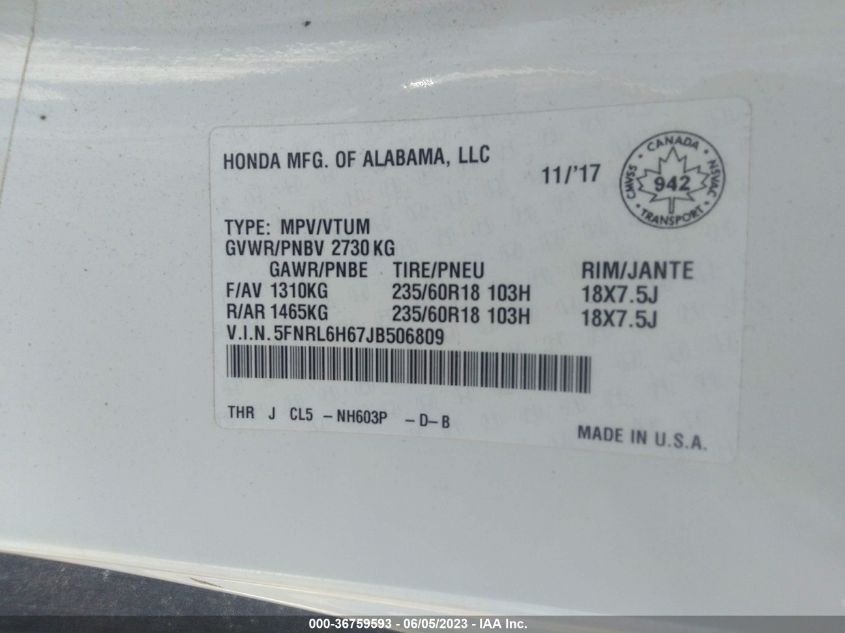 HONDA MFG. OF ALABAMA, LLC
11/'17
CANADA
CMVSS 942 NSVAC
TRANSPORT
TYPE: MPV/VTUM
GVWR/PNBV 2730 KG
GAWR/PNBE TIRE/PNEU RIM/JANTE
F/AV 1310KG 235/60R18 103H 18X7.5J
R/AR 1465KG 235/60R18 103H 18X7.5J
V.I.N. 5FNRL6H67JB506809
THR J CL5 -NH603P -D-B
MADE IN U.S.A.
000-36759593 - 06/05/2023 - IAA Inc.